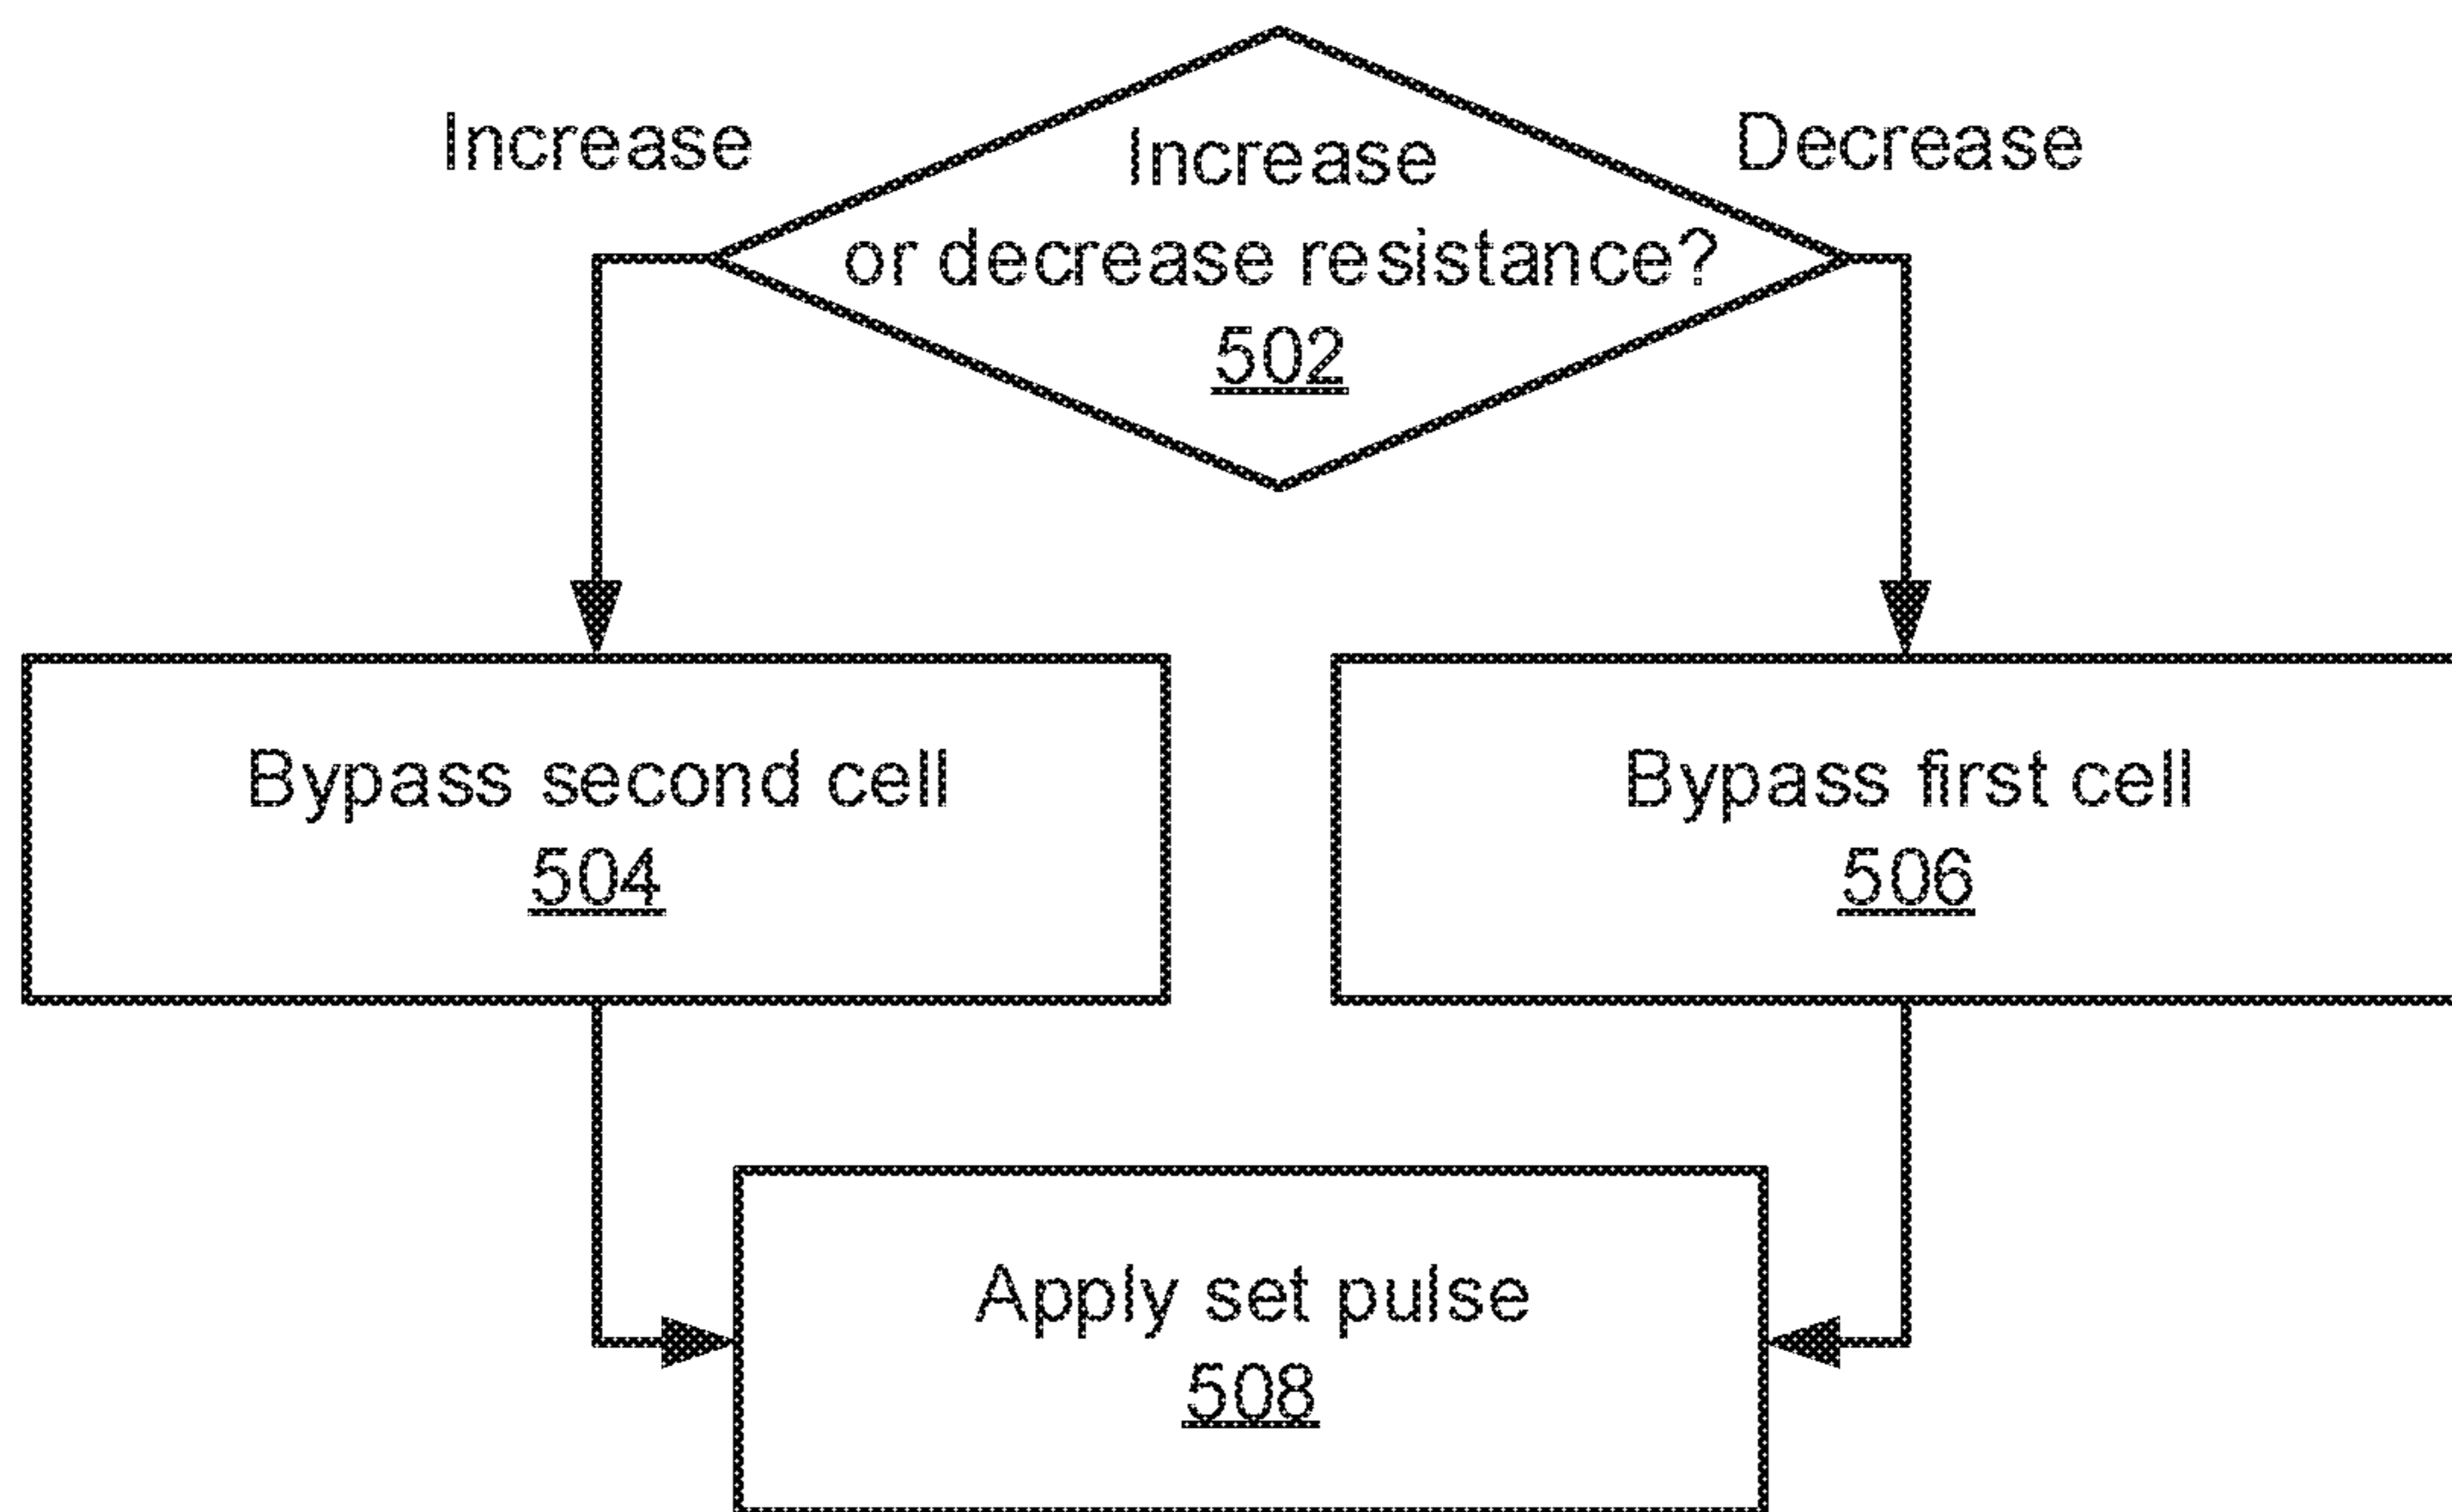 Increase
Increase
or decrease resistance?
502
Decrease
Bypass second cell
504
Bypass first cell
506
Apply set pulse
508